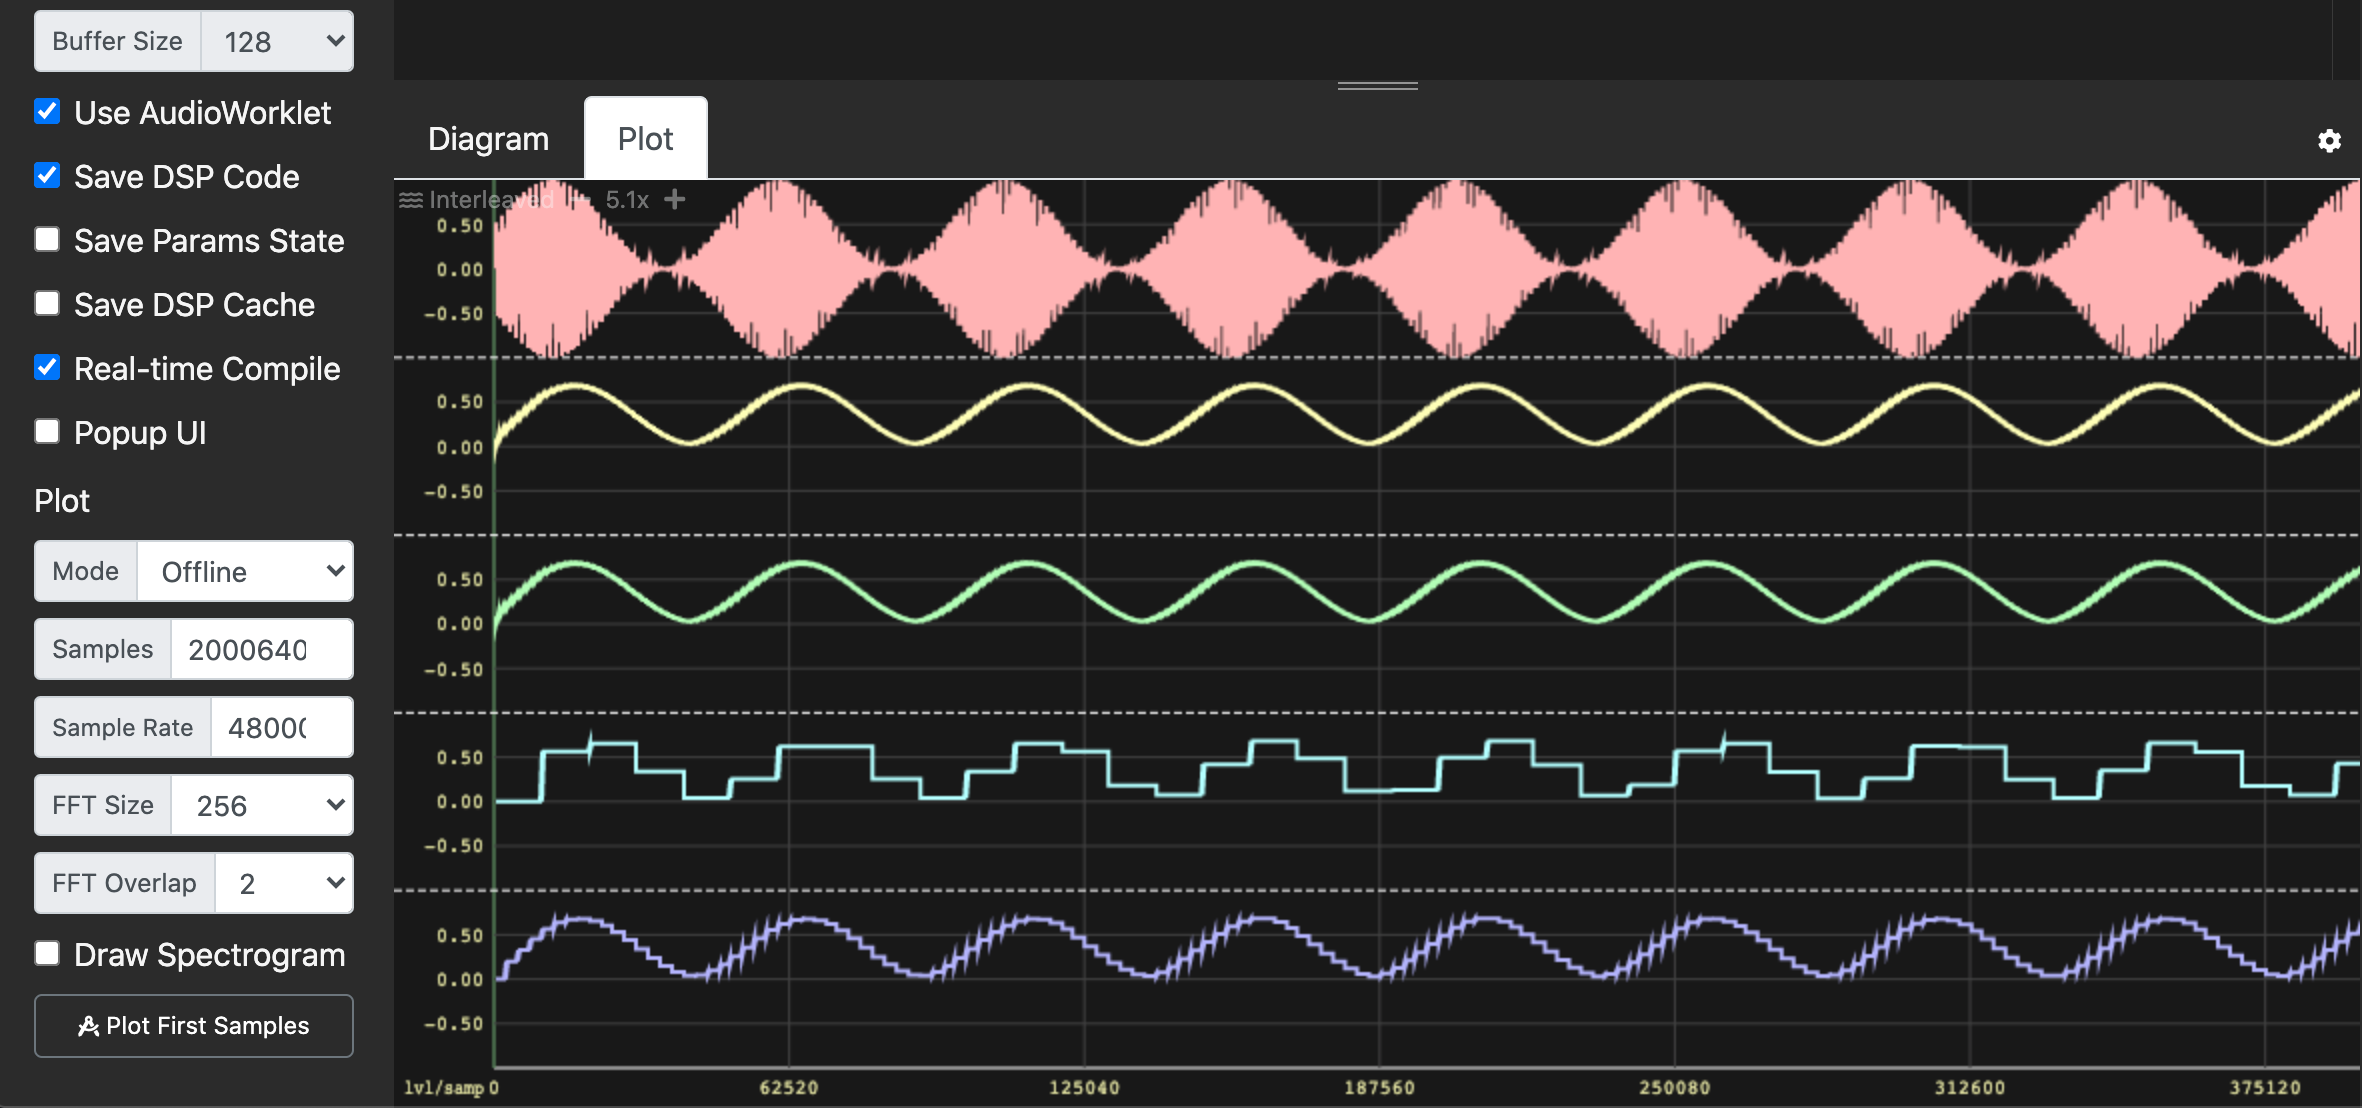 Buffer Size 128
Use AudioWorklet
Save DSP Code
Save Params State
Save DSP Cache
Real-time Compile
Popup UI
Plot
Mode Offline
Samples 2000640
Sample Rate 48000
FFT Size 256
FFT Overlap 2
Draw Spectrogram
Plot First Samples
Diagram Plot
Interleaved 5.1x
0.50
0.00
-0.50
0.50
0.00
-0.50
0.50
0.00
-0.50
0.50
0.00
-0.50
0.50
0.00
-0.50
lvl/samp 0 62520 125040 187560 250080 312600 375120